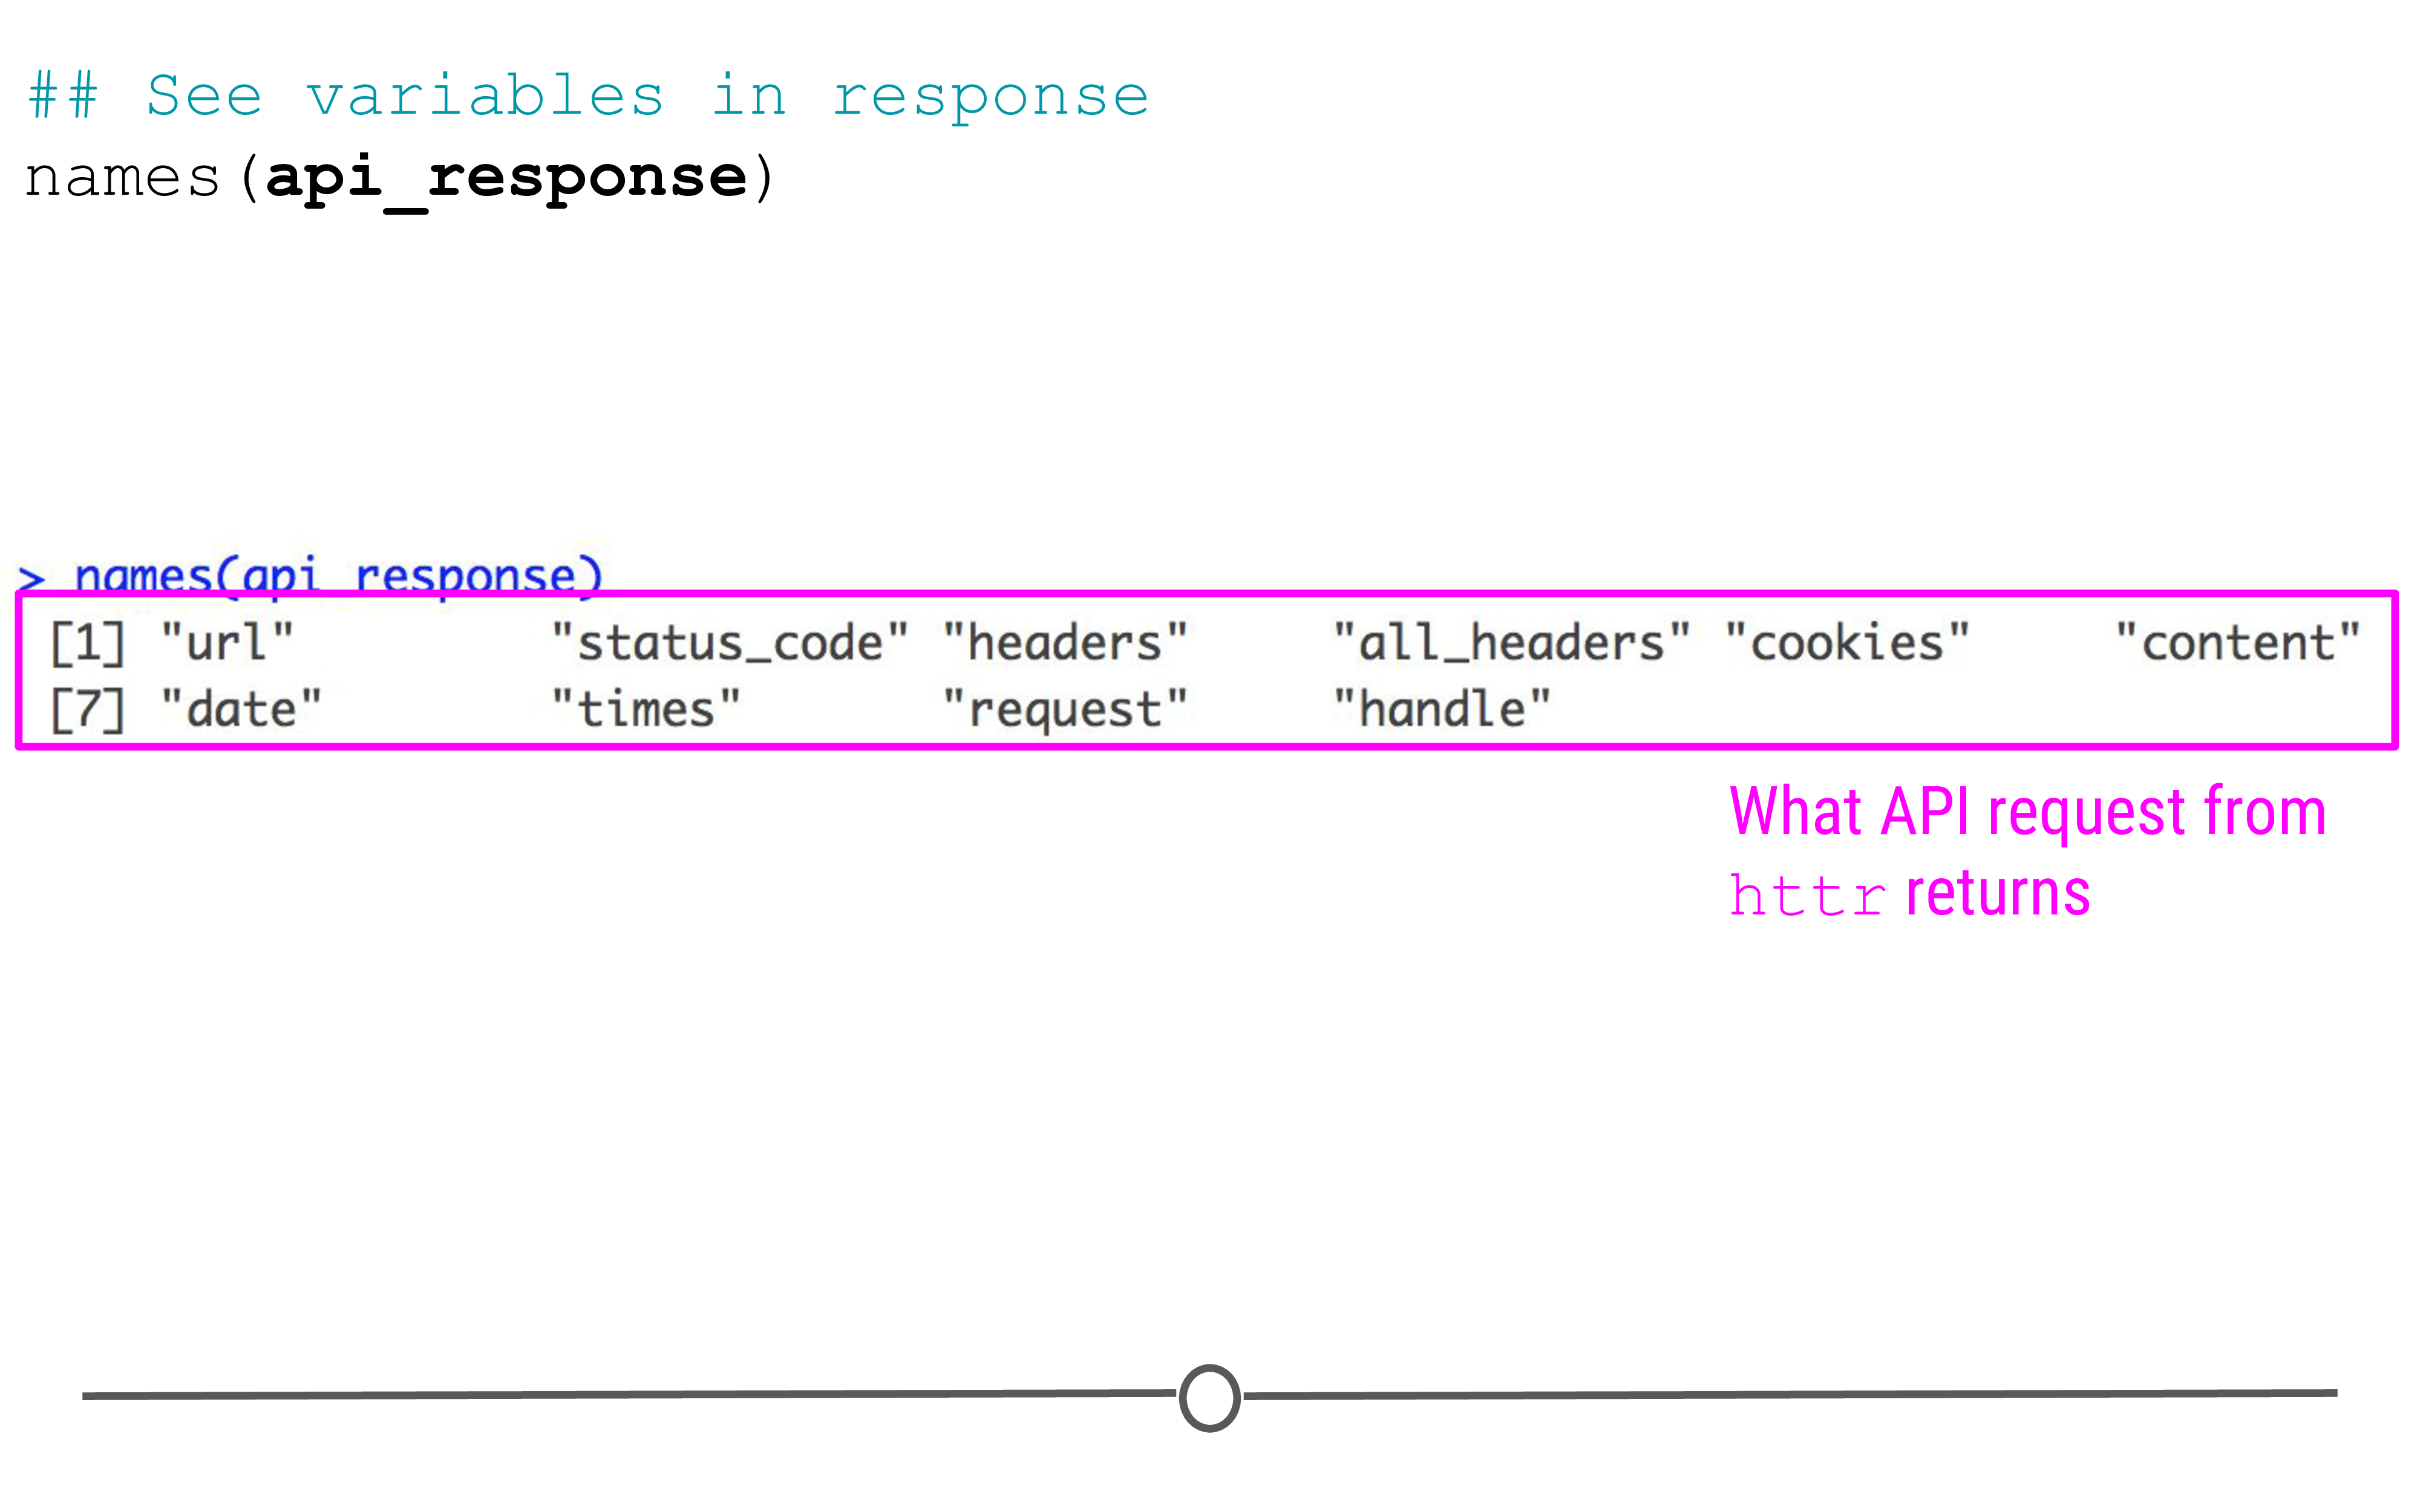 ## See variables in response
names(api_response)
> names(api_response)
[1] "url" "status_code" "headers" "all_headers" "cookies" "content"
[7] "date" "times" "request" "handle"
What API request from
httr returns